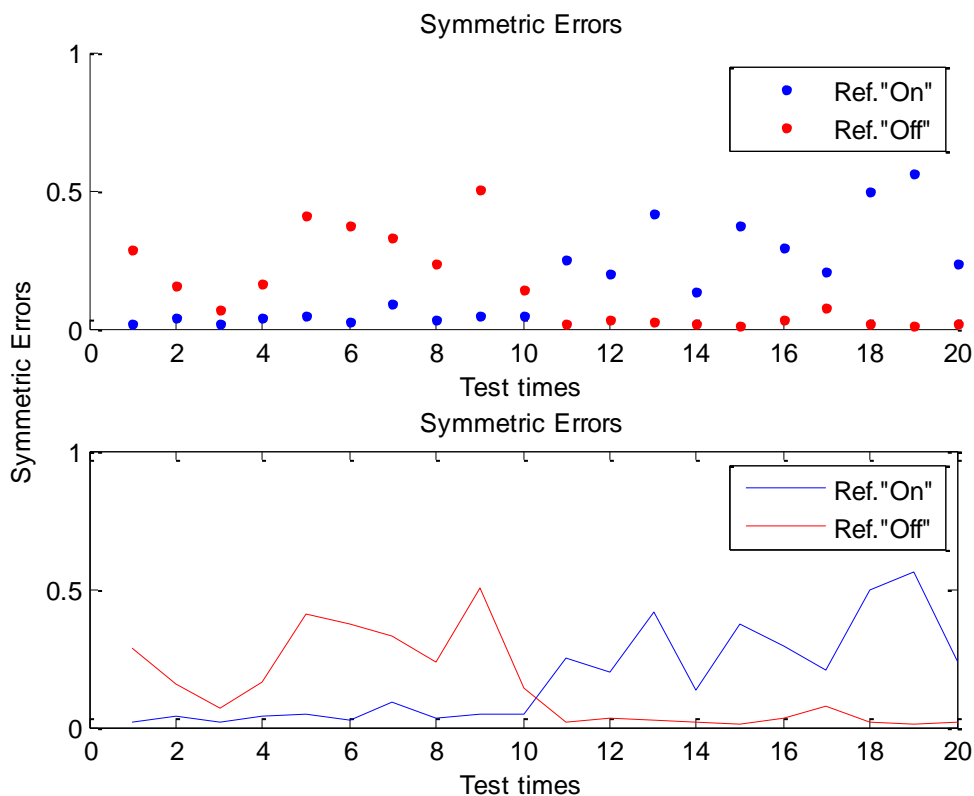 Symmetric Errors
1
Ref."On"
Ref."Off"
0.5
0
0 2 4 6 8 10 12 14 16 18 20
Test times
Symmetric Errors
Symmetric Errors
1
Ref."On"
Ref."Off"
0.5
0
0 2 4 6 8 10 12 14 16 18 20
Test times